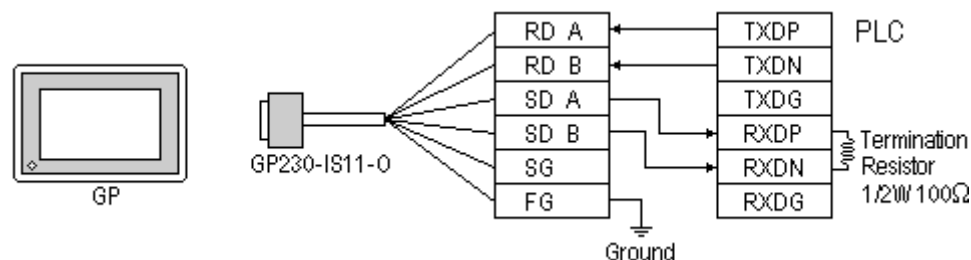 RD A
TXDP
PLC
RD B
TXDN
SD A
TXDG
SD B
RXDP
SG
RXDN
FG
RXDG
Termination
Resistor
1/2W 100Ω
GP230-IS11-O
GP
Ground